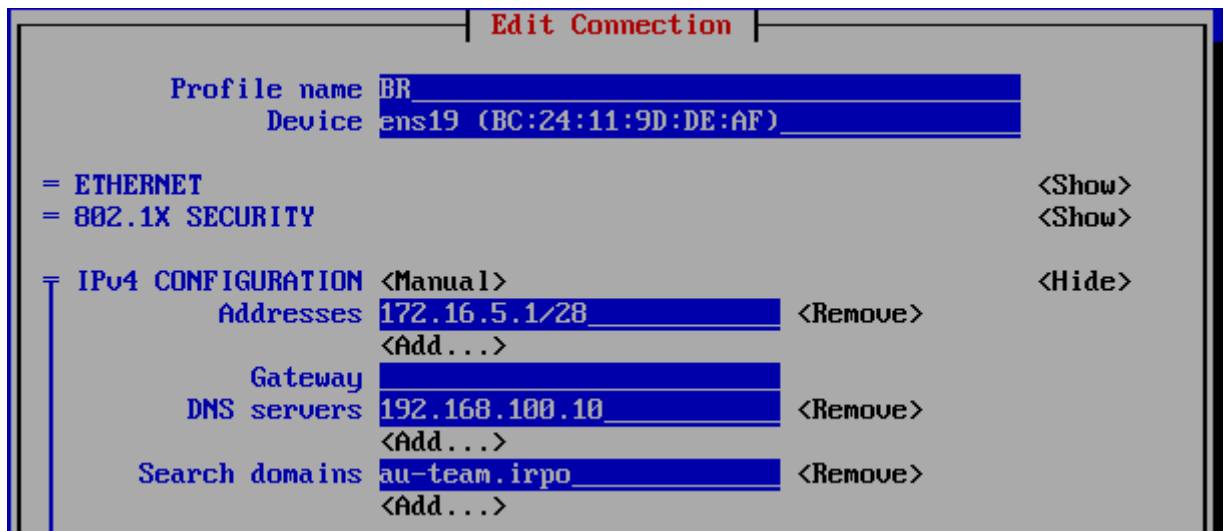 Edit Connection
Profile name BR
Device ens19 (BC:24:11:9D:DE:AF)
= ETHERNET <Show>
= 802.1X SECURITY <Show>
= IPv4 CONFIGURATION <Manual> <Hide>
Addresses 172.16.5.1/28 <Remove>
<Add...>
Gateway
DNS servers 192.168.100.10 <Remove>
<Add...>
Search domains au-team.irpo <Remove>
<Add...>